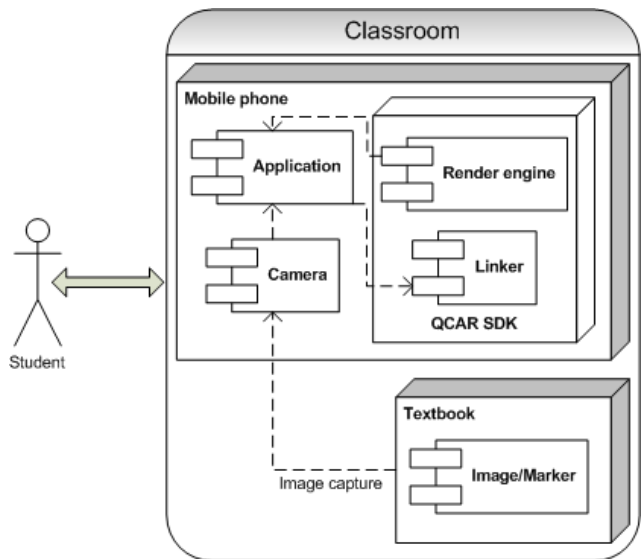 Classroom
Mobile phone
Application
Render engine
Camera
Linker
QCAR SDK
Student
Textbook
Image/Marker
Image capture